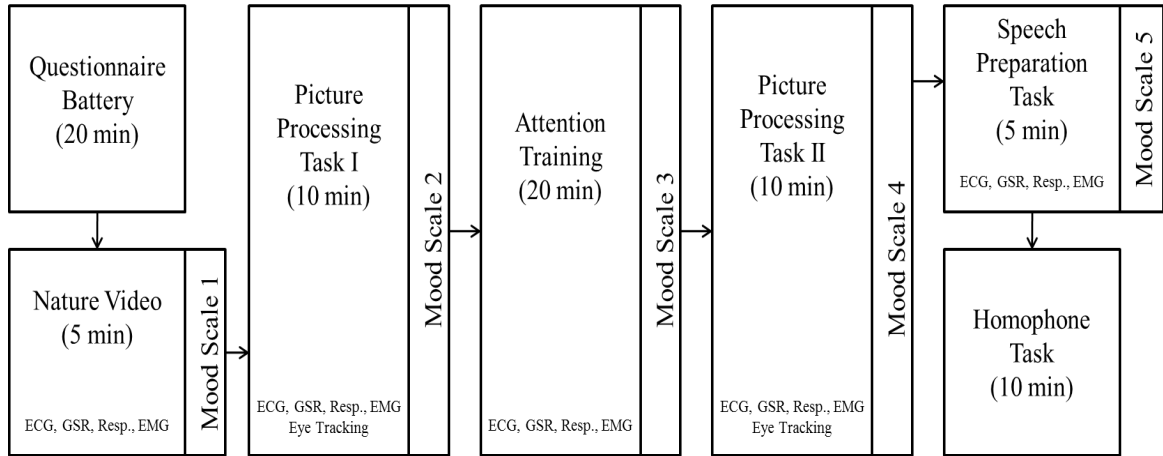 Questionnaire
Battery
(20 min)
Nature Video
(5 min)
ECG, GSR, Resp., EMG
Mood Scale 1
Picture
Processing
Task I
(10 min)
ECG, GSR, Resp., EMG
Eye Tracking
Mood Scale 2
Attention
Training
(20 min)
ECG, GSR, Resp., EMG
Mood Scale 3
Picture
Processing
Task II
(10 min)
ECG, GSR, Resp., EMG
Eye Tracking
Mood Scale 4
Speech
Preparation
Task
(5 min)
ECG, GSR, Resp., EMG
Mood Scale 5
Homophone
Task
(10 min)